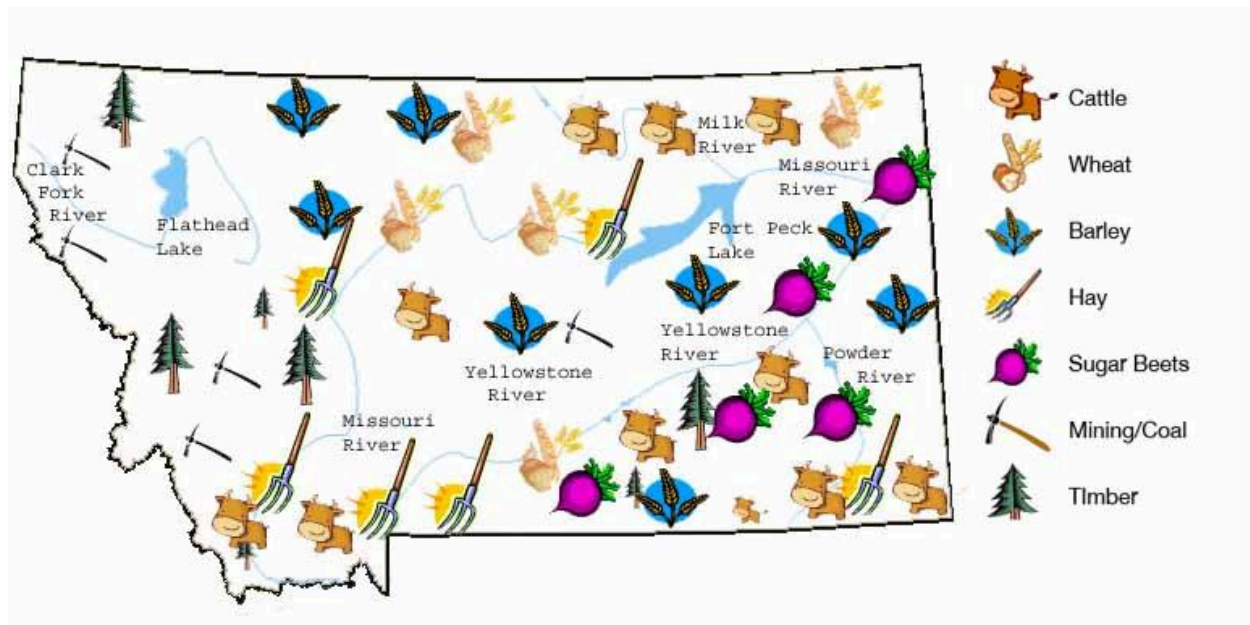 Clark
Fork
River
Flathead
Lake
Milk
River
Missouri
River
Fort Peck
Lake
Yellowstone
River
Powder
River
Yellowstone
River
Missouri
River
Cattle
Wheat
Barley
Hay
Sugar Beets
Mining/Coal
TImber